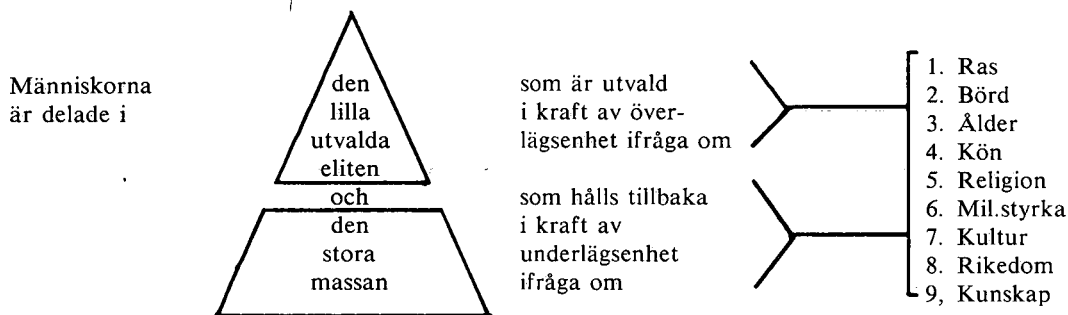 Människorna
är delade i
den
lilla
utvalda
eliten
och
den
stora
massan
som är utvald
i kraft av över-
lägsenhet ifråga om
som hålls tillbaka
i kraft av
underlägsenhet
ifråga om
1. Ras
2. Börd
3. Ålder
4. Kön
5. Religion
6. Mil.styrka
7. Kultur
8. Rikedom
9, Kunskap